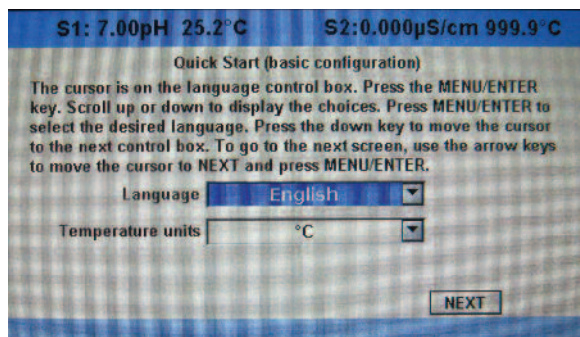 S1: 7.00pH 25.2°C S2:0.000µS/cm 999.9°C
Quick Start (basic configuration)
The cursor is on the language control box. Press the MENU/ENTER
key. Scroll up or down to display the choices. Press MENU/ENTER to
select the desired language. Press the down key to move the cursor
to the next control box. To go to the next screen, use the arrow keys
to move the cursor to NEXT and press MENU/ENTER.
Language English
Temperature units °C
NEXT